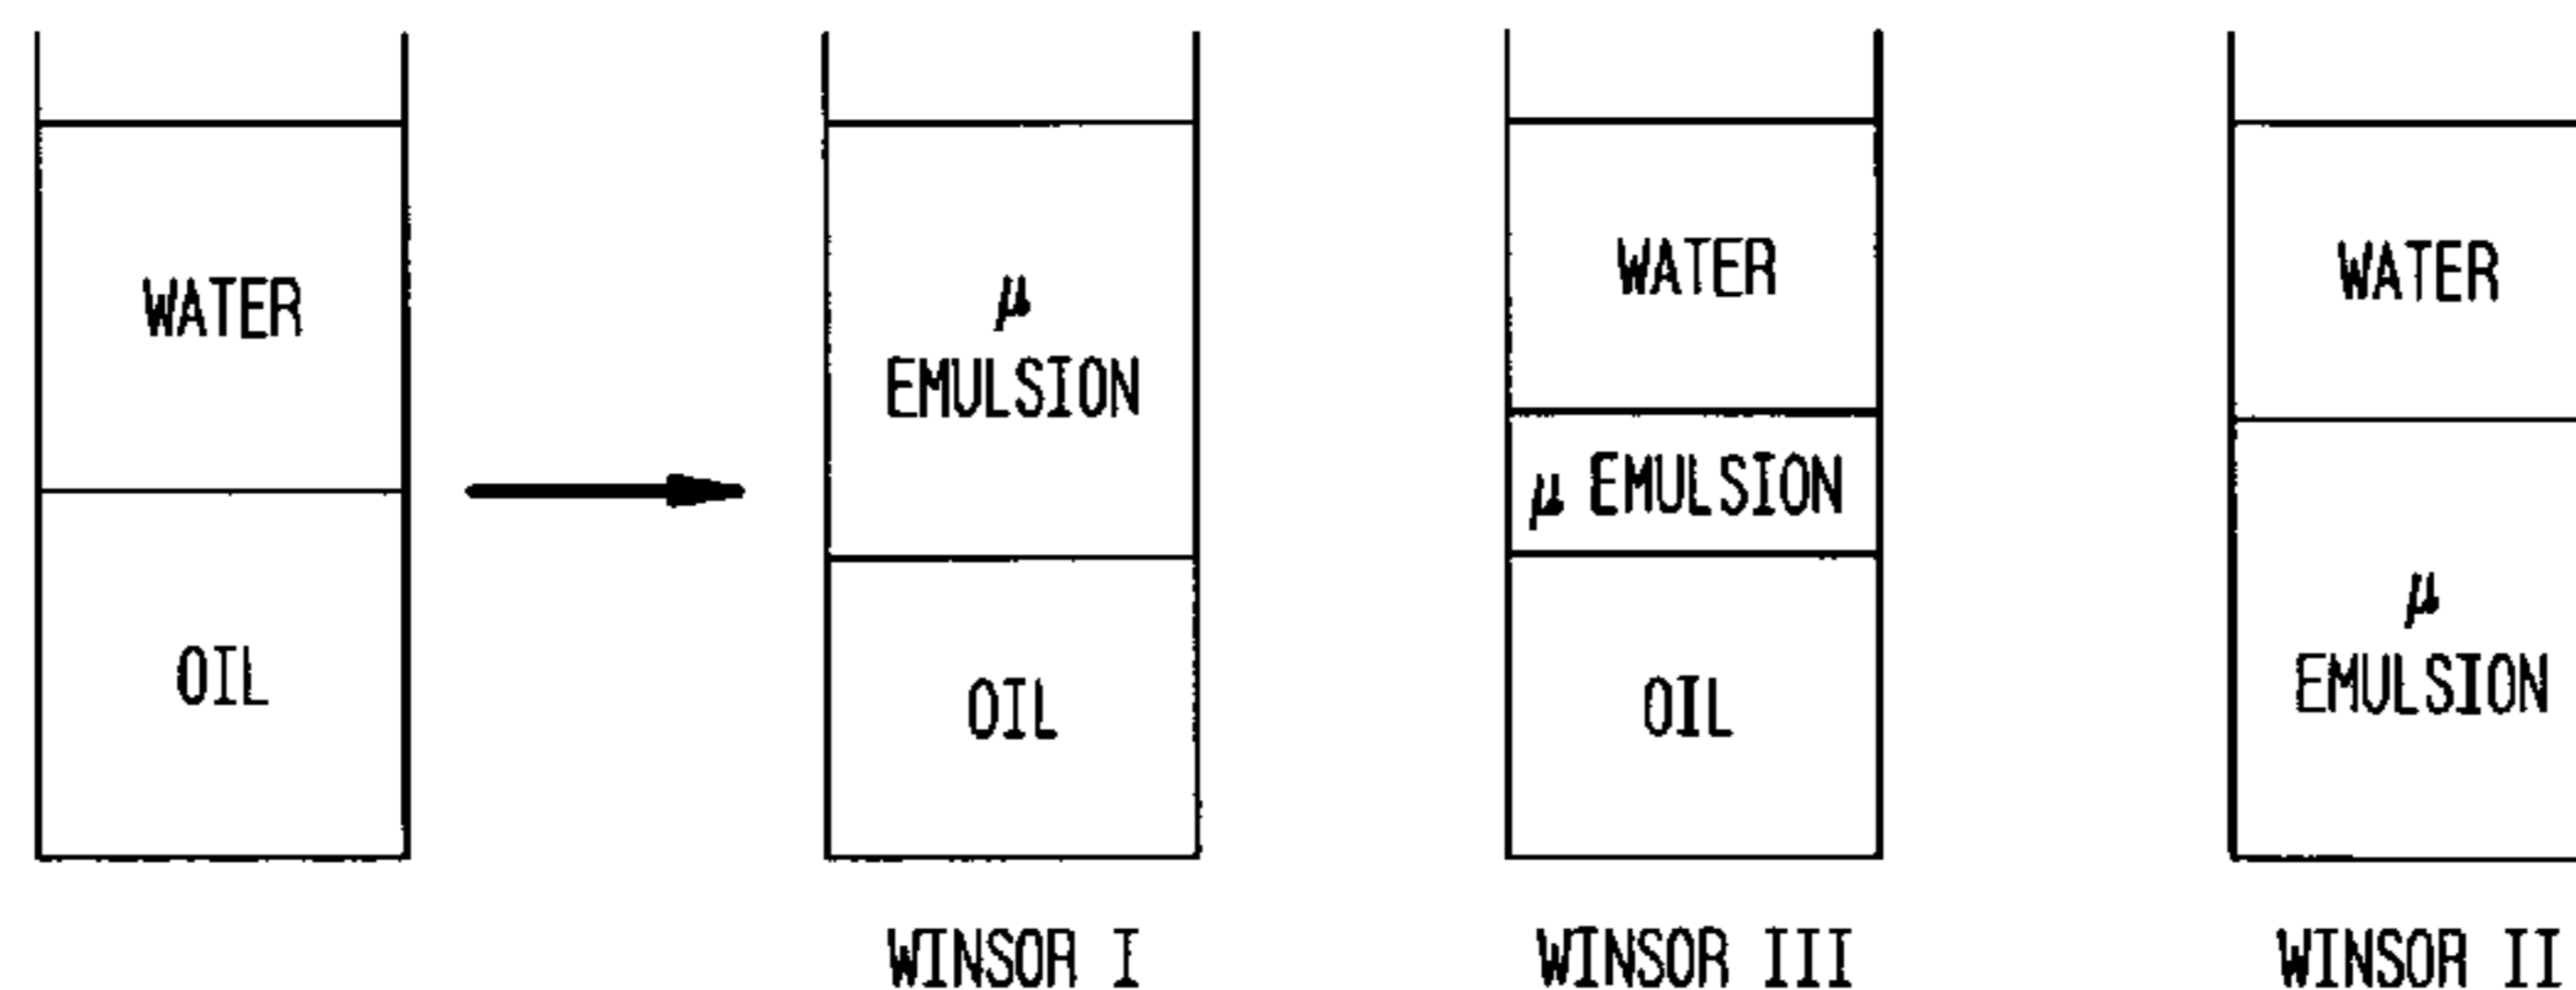 WATER
OIL
μ
EMULSION
OIL
WINSOR I
WATER
μ EMULSION
OIL
WINSOR III
WATER
μ
EMULSION
WINSOR II